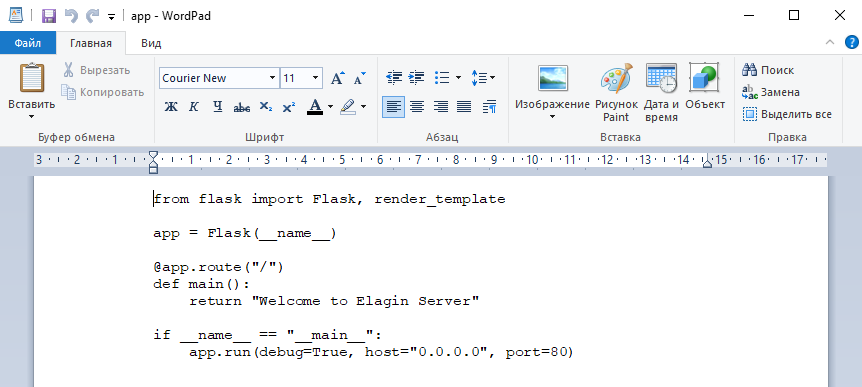 app - WordPad
Файл Главная Вид
Вставить
Вырезать
Копировать
Буфер обмена
Courier New 11
Ж К Ч abc X₂ X² A
Шрифт
Абзац
Изображение
Рисунок Paint
Дата и время
Объект
Вставка
Поиск
Замена
Выделить все
Правка
3 2 1 1 2 3 4 5 6 7 8 9 10 11 12 13 14 15 16 17
from flask import Flask, render_template
app = Flask(__name__)
@app.route("/")
def main():
    return "Welcome to Elagin Server"
if __name__ == "__main__":
    app.run(debug=True, host="0.0.0.0", port=80)